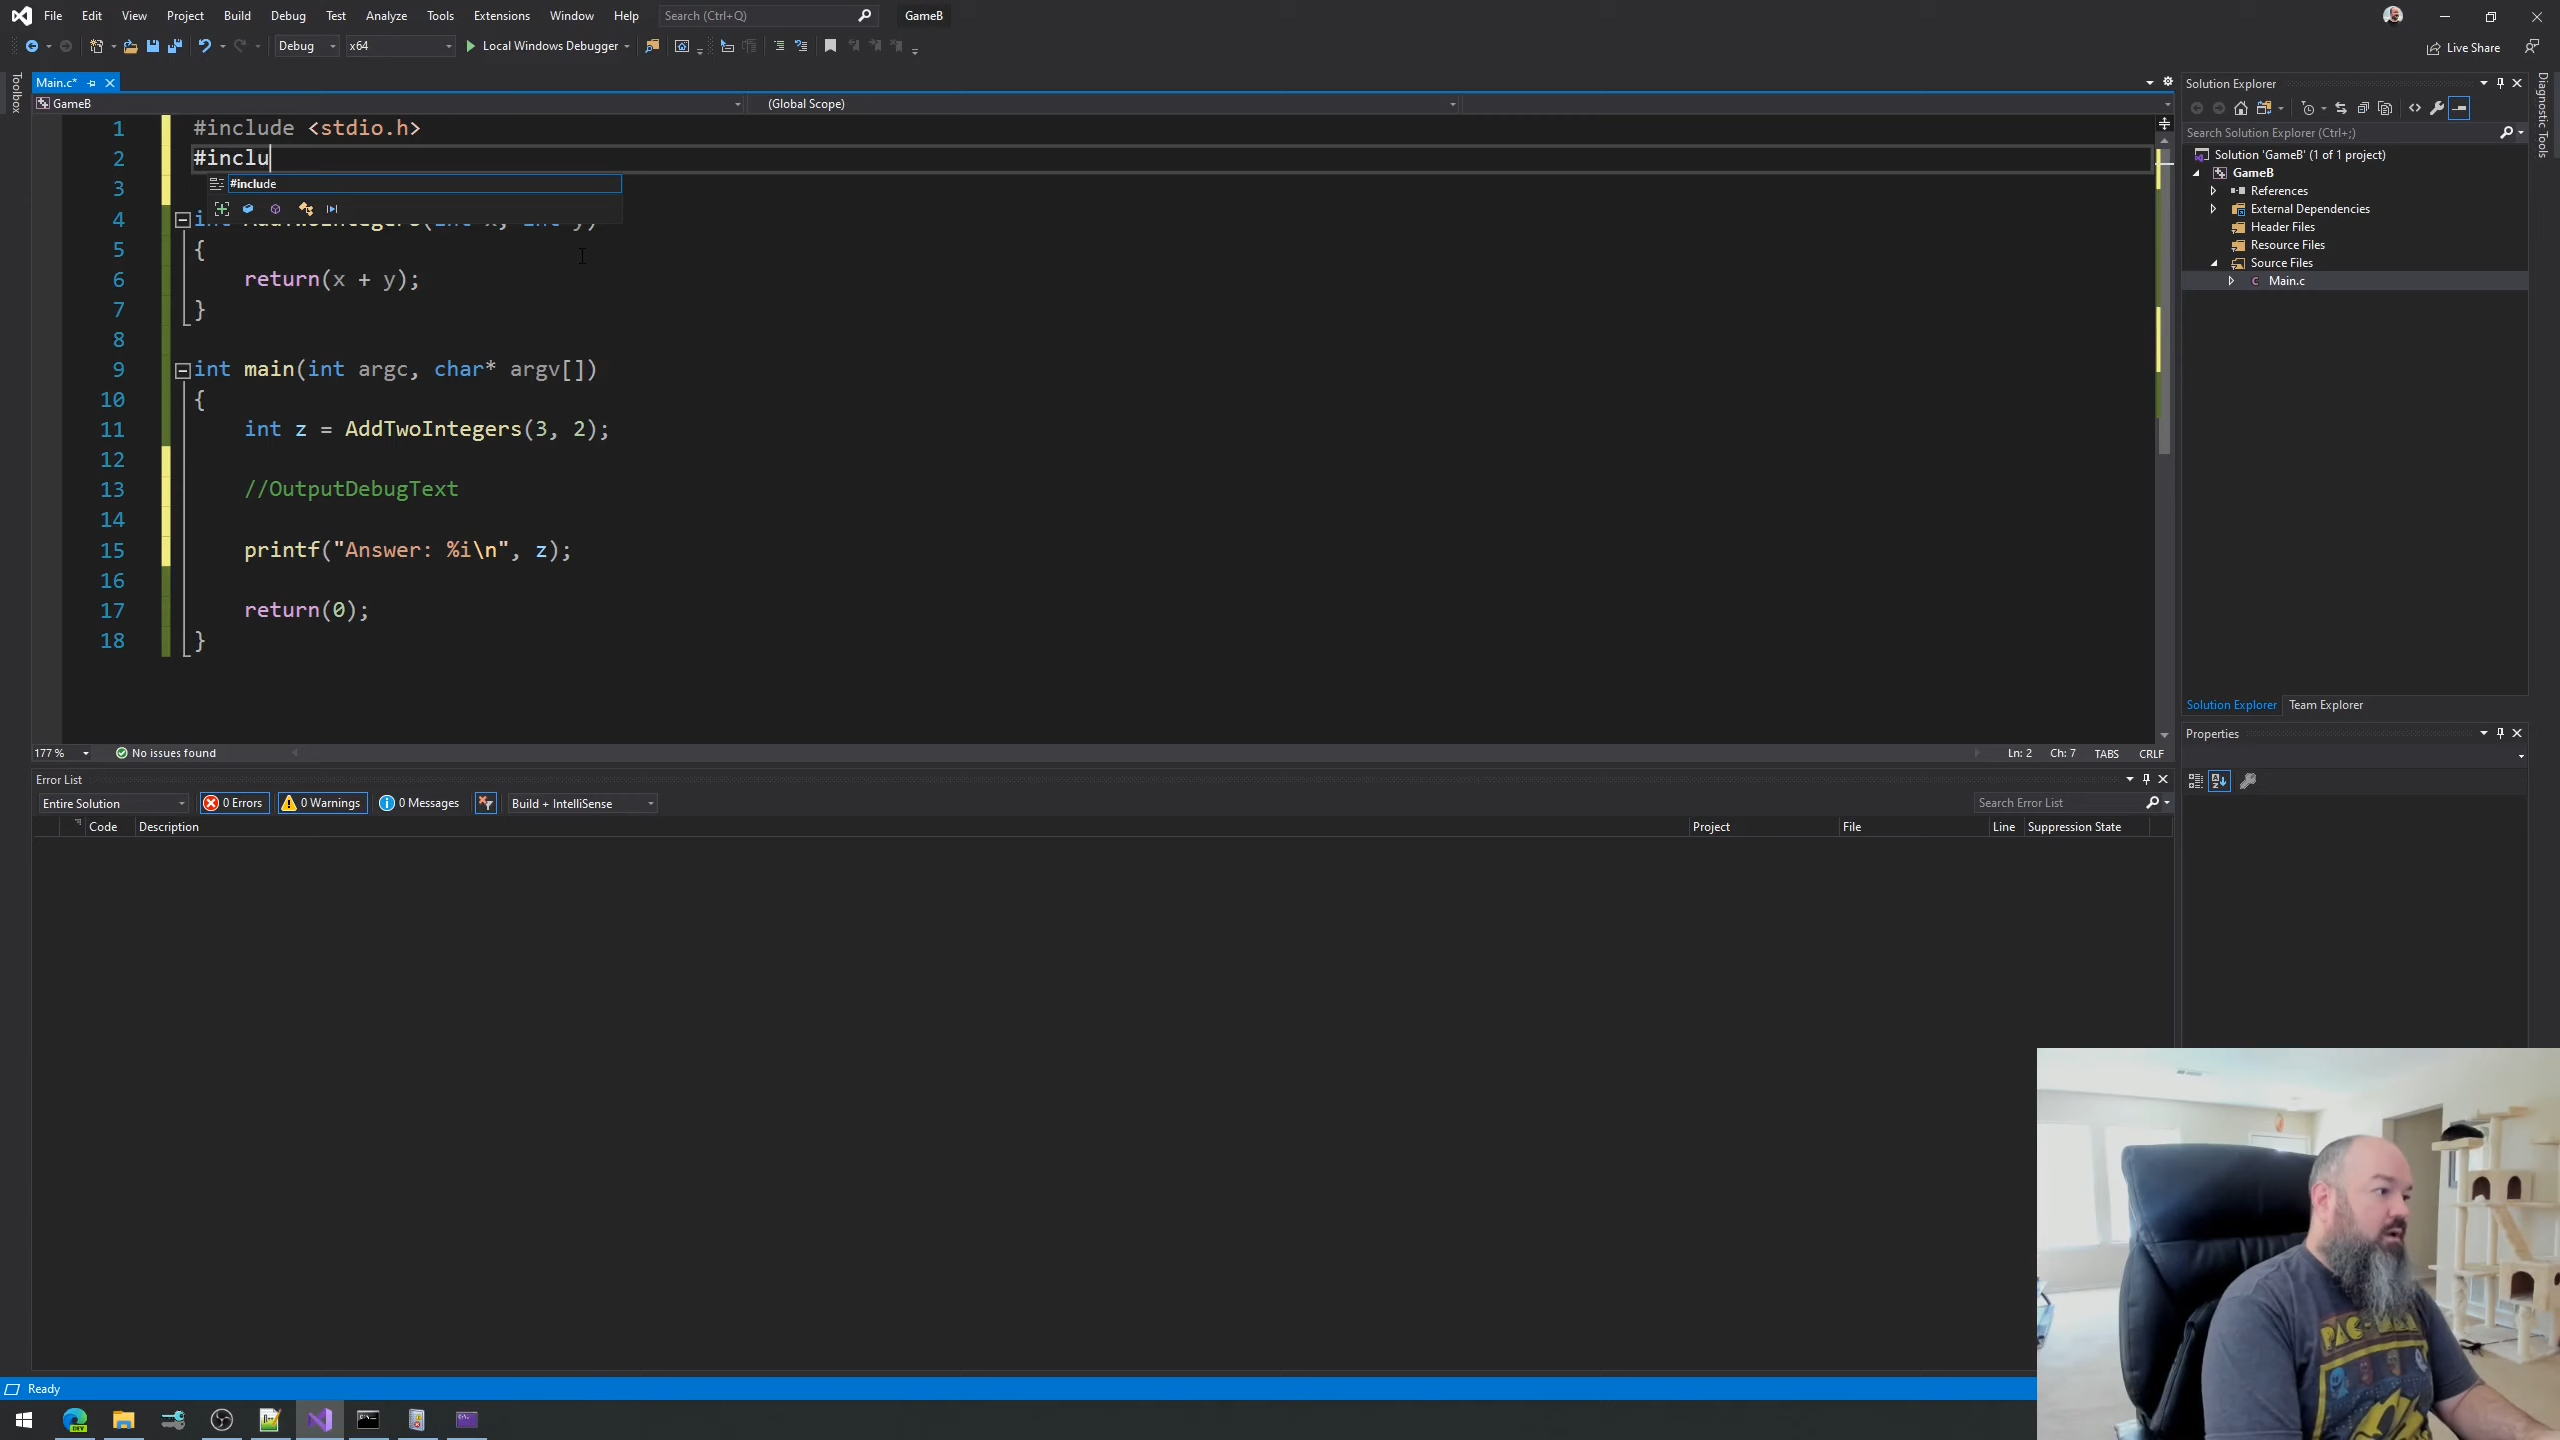 File Edit View Project Build Debug Test Analyze Tools Extensions Window Help Search (Ctrl+Q) GameB
Debug x64 Local Windows Debugger Live Share
Toolbox
Main.c*
GameB (Global Scope)
1 #include <stdio.h>
2 #inclu
#include
3
4 int AddTwoIntegers(int x, int y)
5 {
6 return(x + y);
7 }
8
9 int main(int argc, char* argv[])
10 {
11 int z = AddTwoIntegers(3, 2);
12
13 //OutputDebugText
14
15 printf("Answer: %i\n", z);
16
17 return(0);
18 }
177 % No issues found Ln: 2 Ch: 7 TABS CRLF
Error List
Entire Solution 0 Errors 0 Warnings 0 Messages Build + IntelliSense Search Error List
Code Description Project File Line Suppression State
Solution Explorer
Search Solution Explorer (Ctrl+;)
Solution 'GameB' (1 of 1 project)
GameB
References
External Dependencies
Header Files
Resource Files
Source Files
Main.c
Solution Explorer Team Explorer
Properties
Diagnostic Tools
Ready
DEV